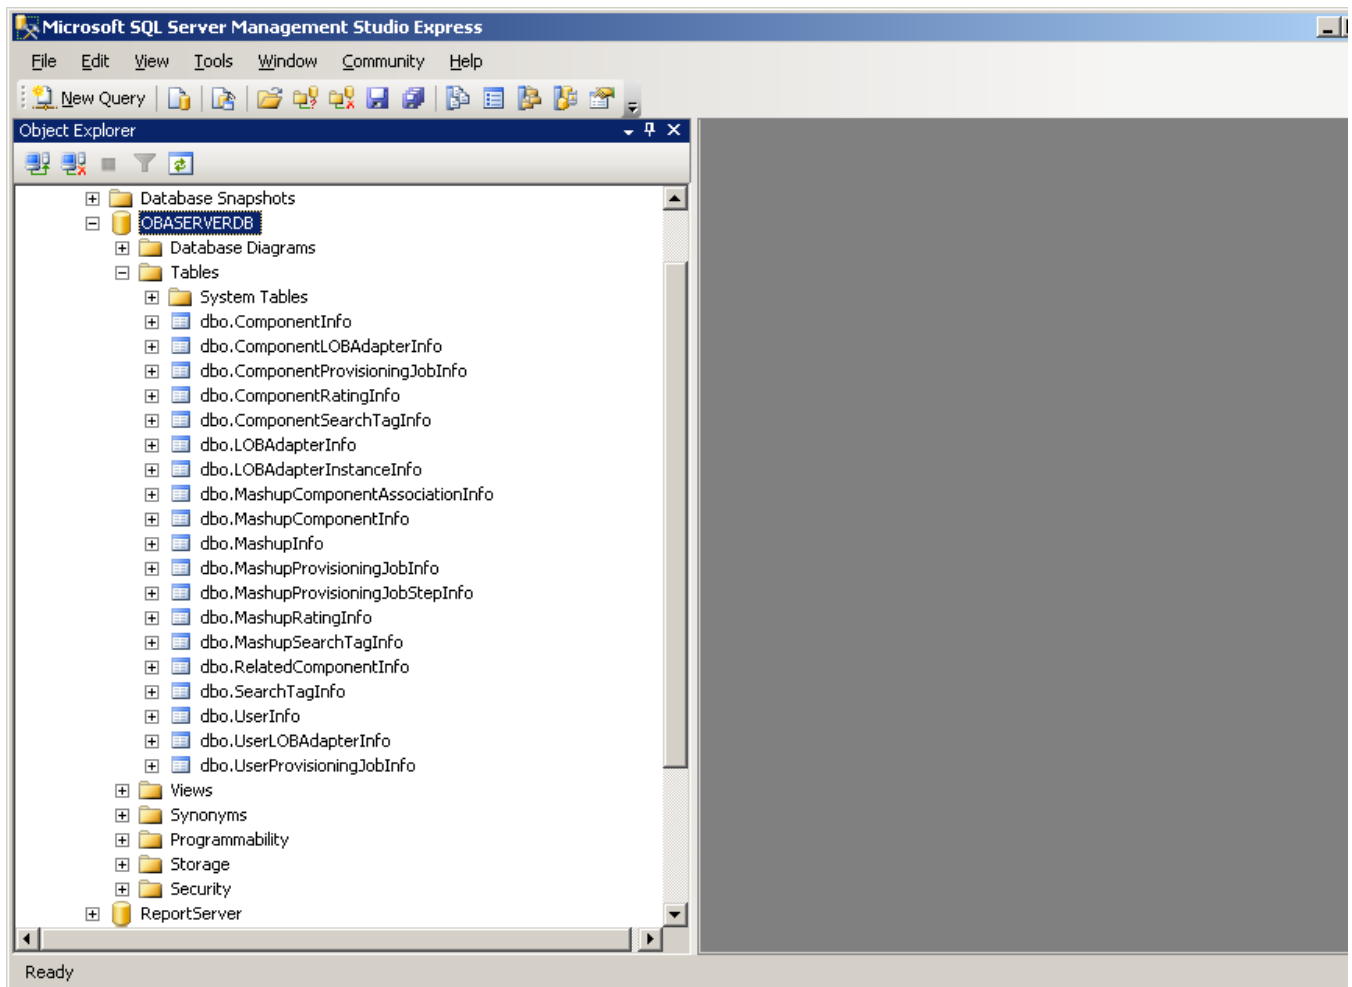 Microsoft SQL Server Management Studio Express
File Edit View Tools Window Community Help
New Query
Object Explorer
Database Snapshots
OBASERVERDB
Database Diagrams
Tables
System Tables
dbo.ComponentInfo
dbo.ComponentLOBAdapterInfo
dbo.ComponentProvisioningJobInfo
dbo.ComponentRatingInfo
dbo.ComponentSearchTagInfo
dbo.LOBAdapterInfo
dbo.LOBAdapterInstanceInfo
dbo.MashupComponentAssociationInfo
dbo.MashupComponentInfo
dbo.MashupInfo
dbo.MashupProvisioningJobInfo
dbo.MashupProvisioningJobStepInfo
dbo.MashupRatingInfo
dbo.MashupSearchTagInfo
dbo.RelatedComponentInfo
dbo.SearchTagInfo
dbo.UserInfo
dbo.UserLOBAdapterInfo
dbo.UserProvisioningJobInfo
Views
Synonyms
Programmability
Storage
Security
ReportServer
Ready